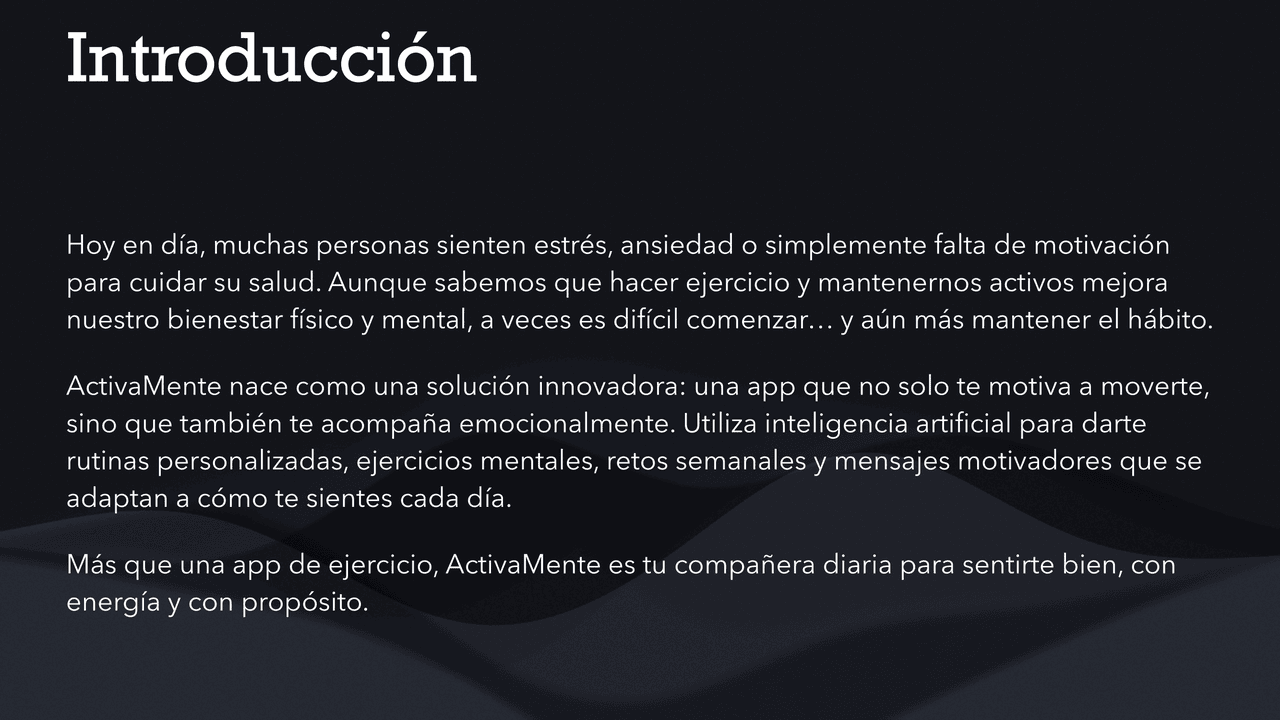 Introducción
Hoy en día, muchas personas sienten estrés, ansiedad o simplemente falta de motivación
para cuidar su salud. Aunque sabemos que hacer ejercicio y mantenernos activos mejora
nuestro bienestar físico y mental, a veces es difícil comenzar… y aún más mantener el hábito.
ActivaMente nace como una solución innovadora: una app que no solo te motiva a moverte,
sino que también te acompaña emocionalmente. Utiliza inteligencia artificial para darte
rutinas personalizadas, ejercicios mentales, retos semanales y mensajes motivadores que se
adaptan a cómo te sientes cada día.
Más que una app de ejercicio, ActivaMente es tu compañera diaria para sentirte bien, con
energía y con propósito.